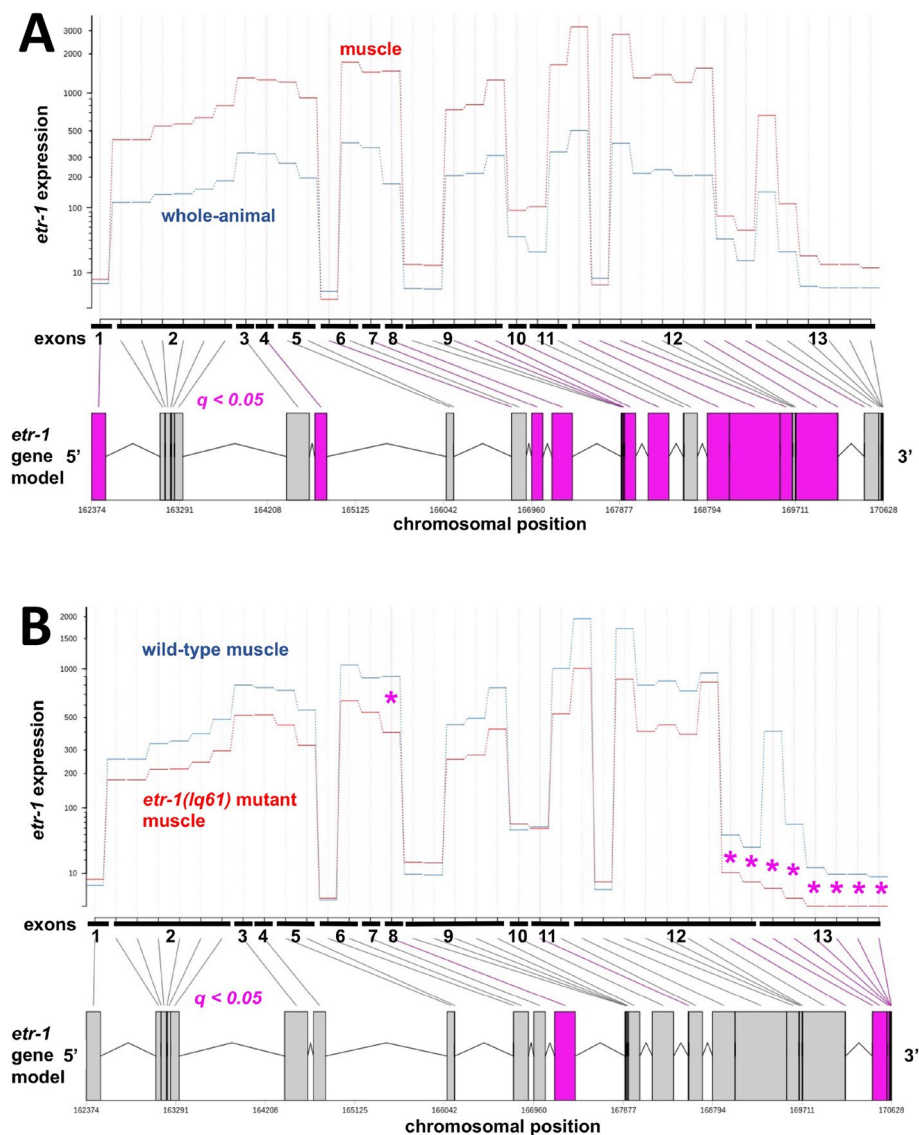 A
muscle
3000
2000
1000
500
300
200
100
10
etr-1 expression
whole-animal
exons
1 2 3 4 5 6 7 8 9 10 11 12 13
q < 0.05
etr-1
gene 5’ 3’
model
162374 163291 164208 165125 166042 166960 167877 168794 169711 170628
chromosomal position
B
2000
1500
1000
500
300
200
100
10
etr-1 expression
wild-type muscle
*
etr-1(lq61) mutant
muscle
* * * * * * * *
exons
1 2 3 4 5 6 7 8 9 10 11 12 13
q < 0.05
etr-1
gene 5’ 3’
model
162374 163291 164208 165125 166042 166960 167877 168794 169711 170628
chromosomal position